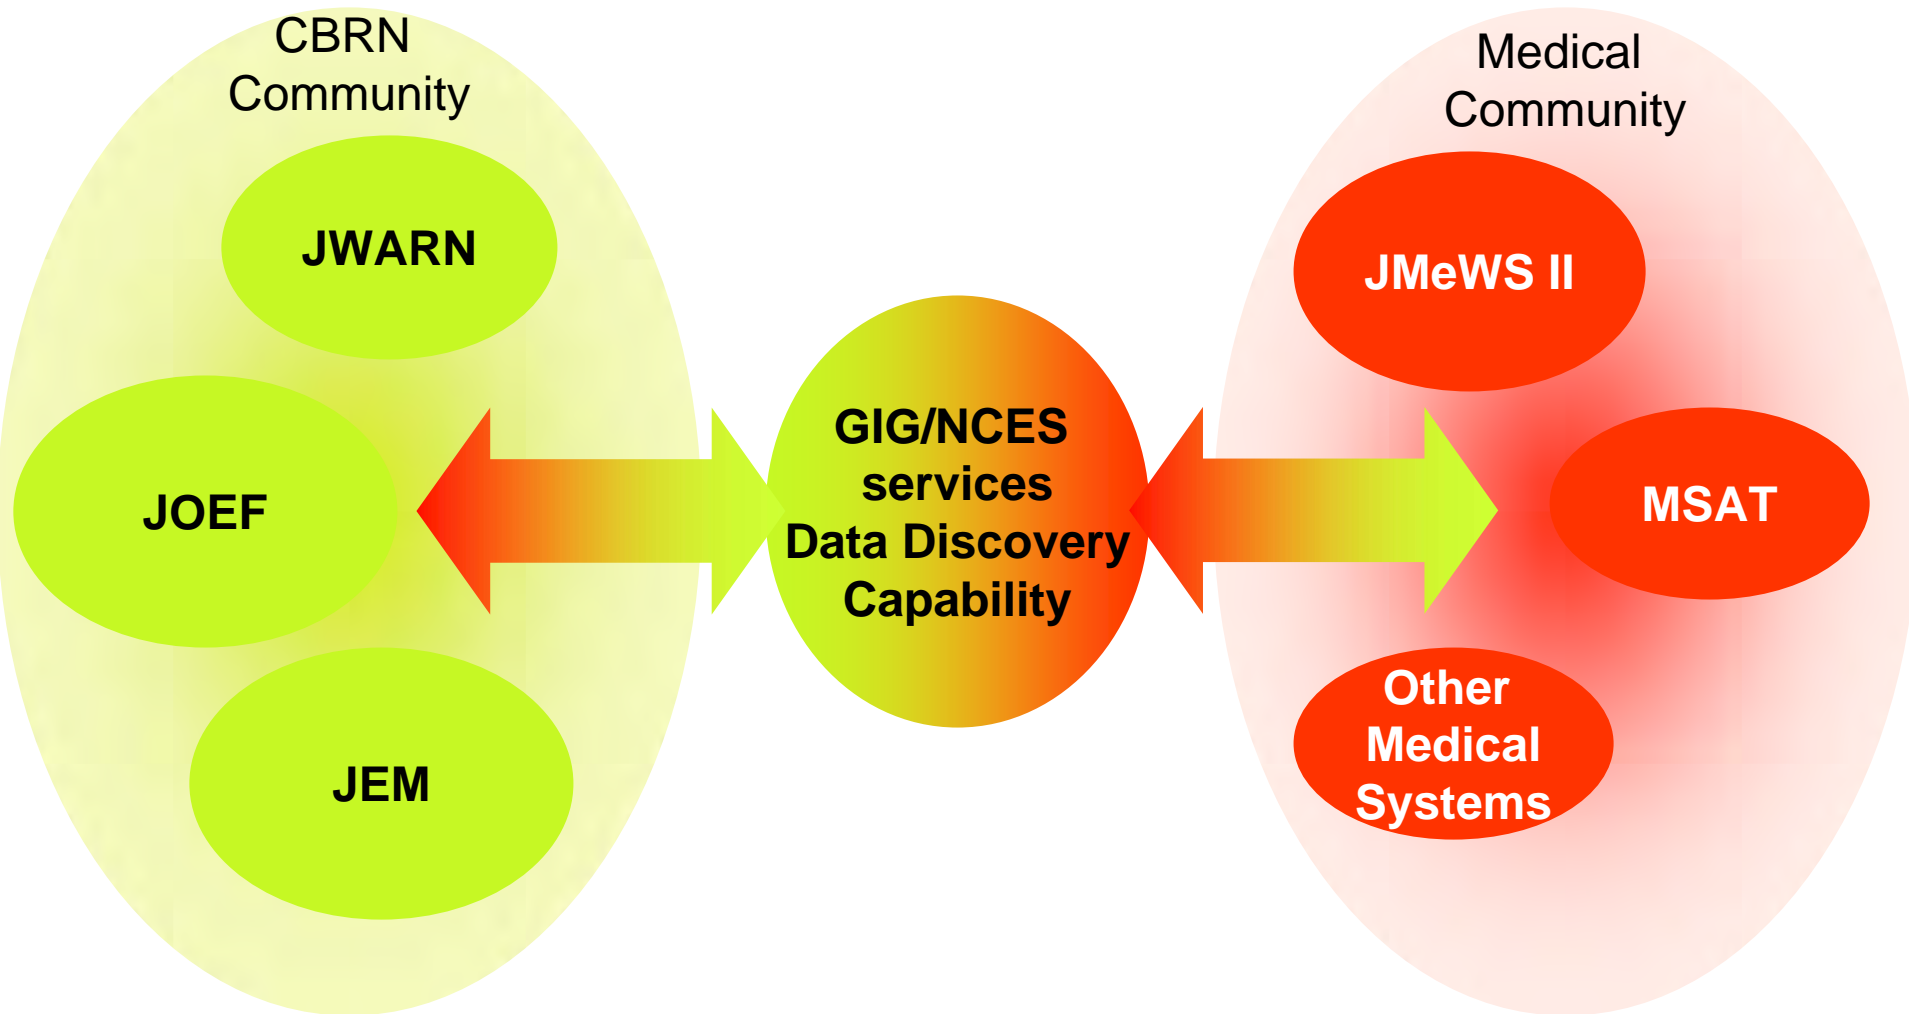 CBRN
Community
JWARN
JOEF
JEM
GIG/NCES
services
Data Discovery
Capability
Medical
Community
JMeWS II
MSAT
Other
Medical
Systems